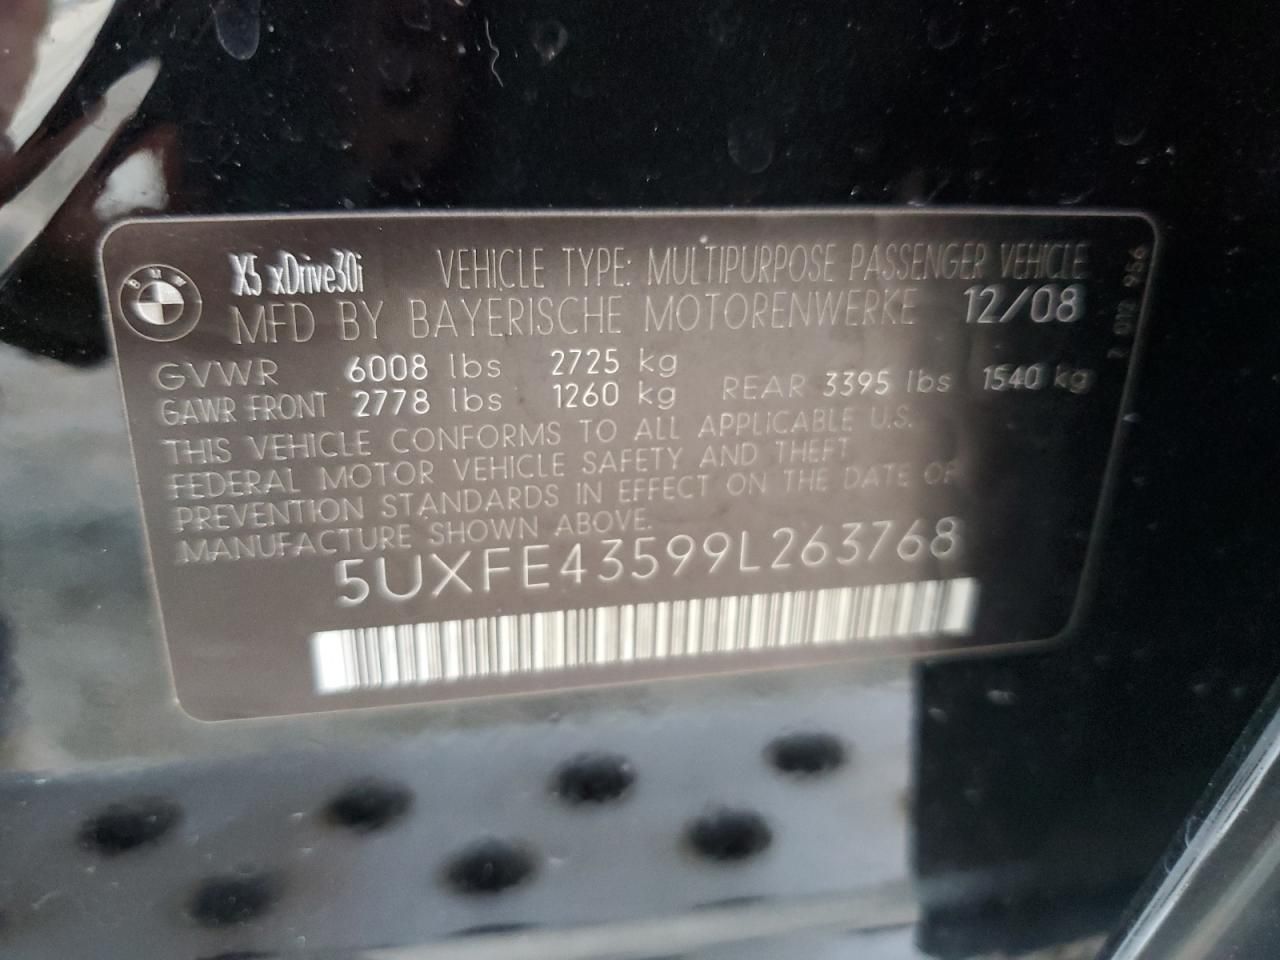 BMW
X5 xDrive30i VEHICLE TYPE: MULTIPURPOSE PASSENGER VEHICLE
MFD BY BAYERISCHE MOTORENWERKE 12/08
GVWR 6008 lbs 2725 kg
GAWR FRONT 2778 lbs 1260 kg REAR 3395 lbs 1540 kg
THIS VEHICLE CONFORMS TO ALL APPLICABLE U.S.
FEDERAL MOTOR VEHICLE SAFETY AND THEFT
PREVENTION STANDARDS IN EFFECT ON THE DATE OF
MANUFACTURE SHOWN ABOVE.
5UXFE43599L263768
956